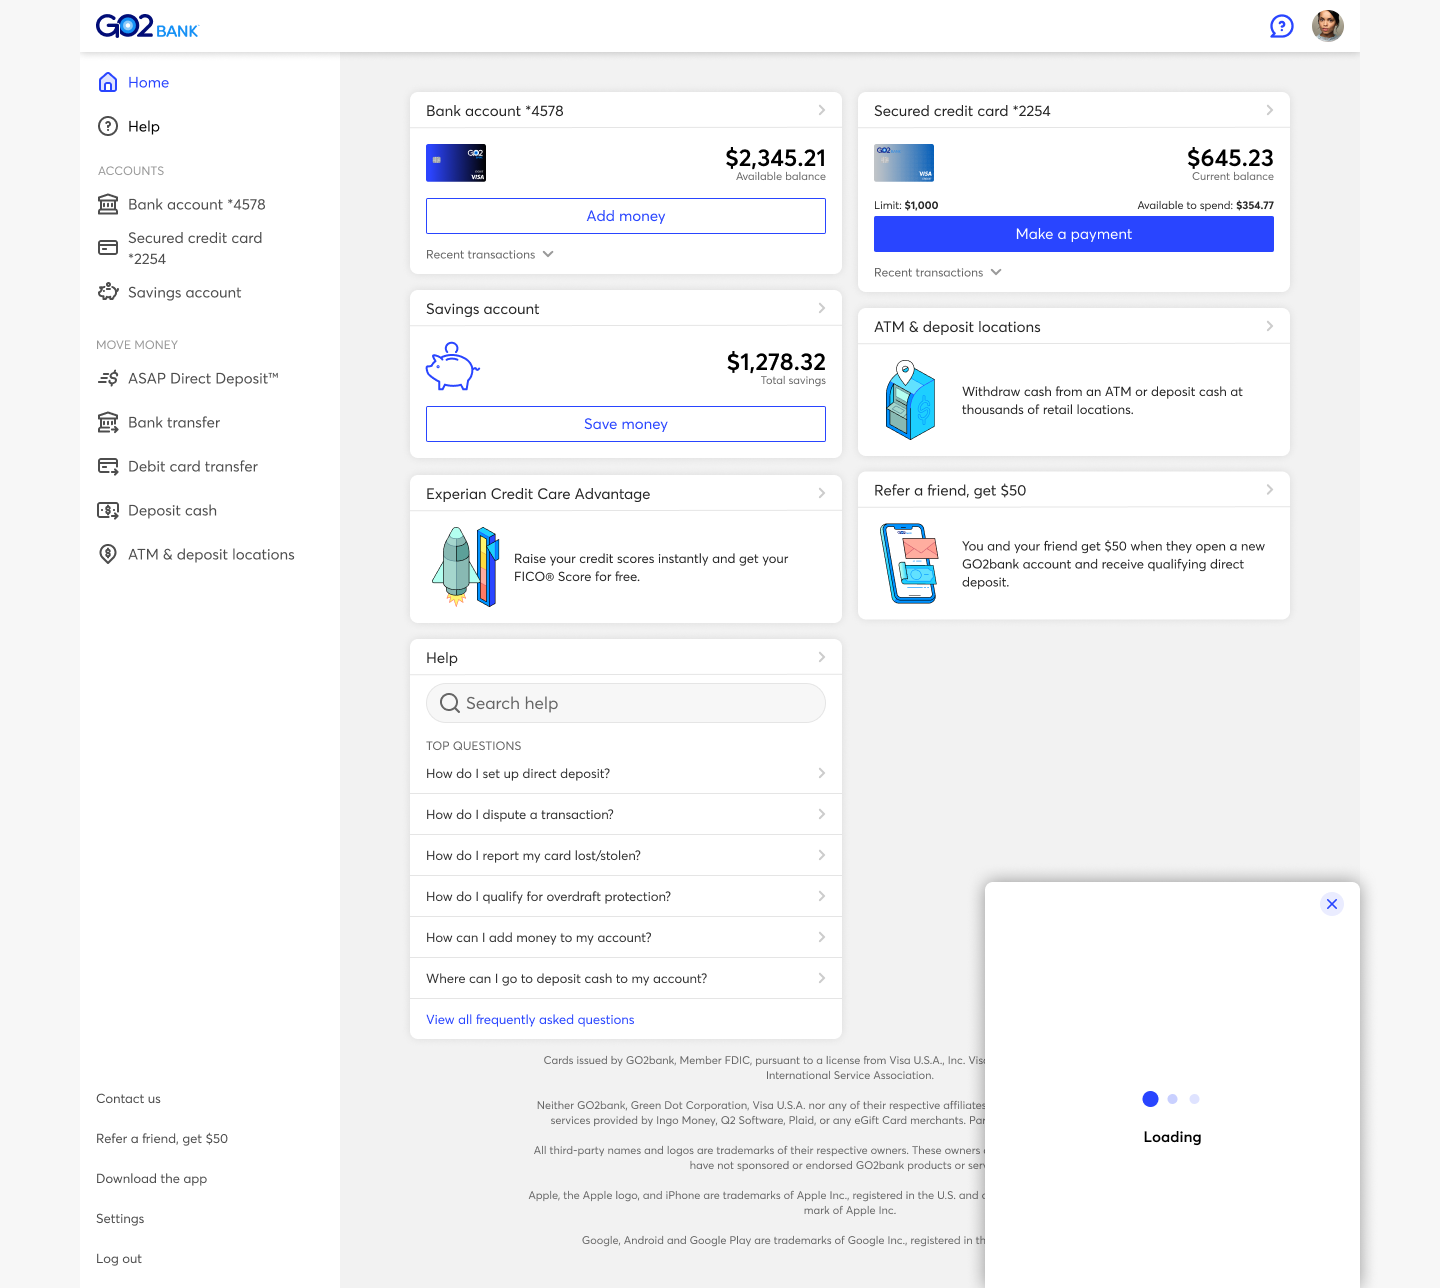 GO2BANK
Home
Help
ACCOUNTS
Bank account *4578
Secured credit card
*2254
Savings account
MOVE MONEY
ASAP Direct Deposit™
Bank transfer
Debit card transfer
Deposit cash
ATM & deposit locations
Contact us
Refer a friend, get $50
Download the app
Settings
Log out
Bank account *4578
GO2
VISA
$2,345.21
Available balance
Add money
Recent transactions
Secured credit card *2254
GO2
VISA
$645.23
Current balance
Limit: $1,000
Available to spend: $354.77
Make a payment
Recent transactions
Savings account
$1,278.32
Total savings
Save money
ATM & deposit locations
Withdraw cash from an ATM or deposit cash at
thousands of retail locations.
Experian Credit Care Advantage
Raise your credit scores instantly and get your
FICO® Score for free.
Refer a friend, get $50
You and your friend get $50 when they open a new
GO2bank account and receive qualifying direct
deposit.
Help
Search help
TOP QUESTIONS
How do I set up direct deposit?
How do I dispute a transaction?
How do I report my card lost/stolen?
How do I qualify for overdraft protection?
How can I add money to my account?
Where can I go to deposit cash to my account?
View all frequently asked questions
Cards issued by GO2bank, Member FDIC, pursuant to a license from Visa U.S.A., Inc.
International Service Association.
Neither GO2bank, Green Dot Corporation, Visa U.S.A. nor any of their respective affiliates
services provided by Ingo Money, Q2 Software, Plaid, or any eGift Card merchants.
All third-party names and logos are trademarks of their respective owners. These owners
have not sponsored or endorsed GO2bank products or
Apple, the Apple logo, and iPhone are trademarks of Apple Inc., registered in the U.S. and
mark of Apple Inc.
Google, Android and Google Play are trademarks of Google Inc., registered in
Loading